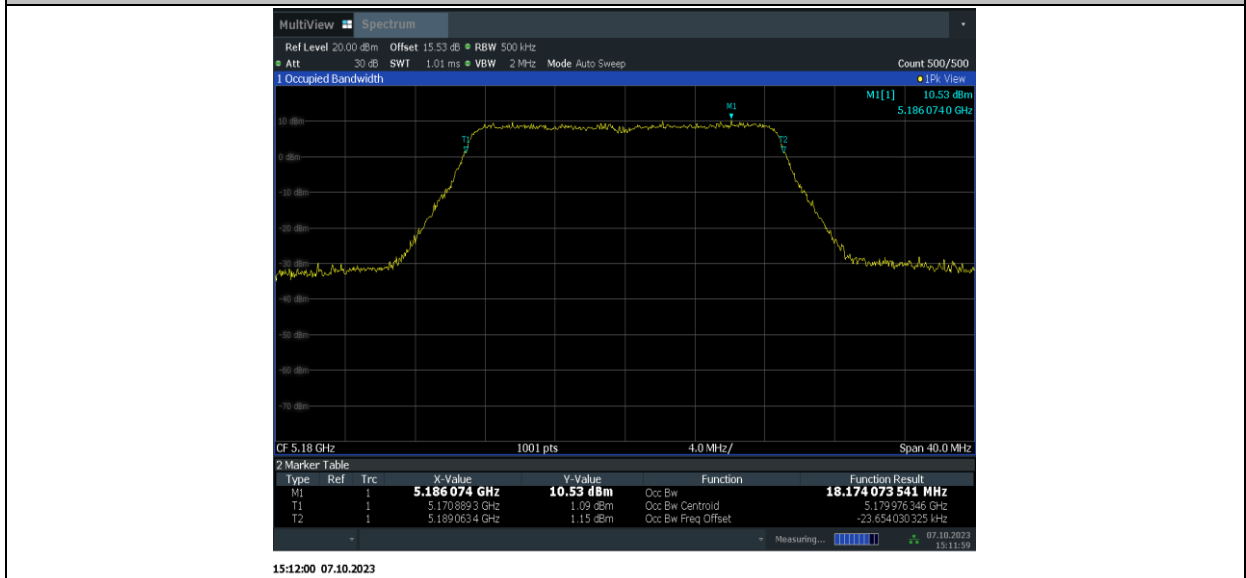 MultiView Spectrum
Ref Level 20.00 dBm Offset 15.53 dB RBW 500 kHz
Att 30 dB SWT 1.01 ms VBW 2 MHz Mode Auto Sweep Count 500/500
1 Occupied Bandwidth 1Pk View
M1[1] 10.53 dBm
5.1860740 GHz
M1
10 dBm
T1
T2
0 dBm
-10 dBm
-20 dBm
-30 dBm
-40 dBm
-50 dBm
-60 dBm
-70 dBm
CF 5.18 GHz 1001 pts 4.0 MHz/ Span 40.0 MHz
2 Marker Table
Type Ref Trc X-Value Y-Value Function Function Result
M1 1 5.186 074 GHz 10.53 dBm Occ Bw 18.174 073 541 MHz
T1 1 5.170 889 3 GHz 1.09 dBm Occ Bw Centroid 5.179 976 346 GHz
T2 1 5.189 063 4 GHz 1.15 dBm Occ Bw Freq Offset -23.654 030 325 kHz
Measuring... 07.10.2023
15:11:59
15:12:00 07.10.2023